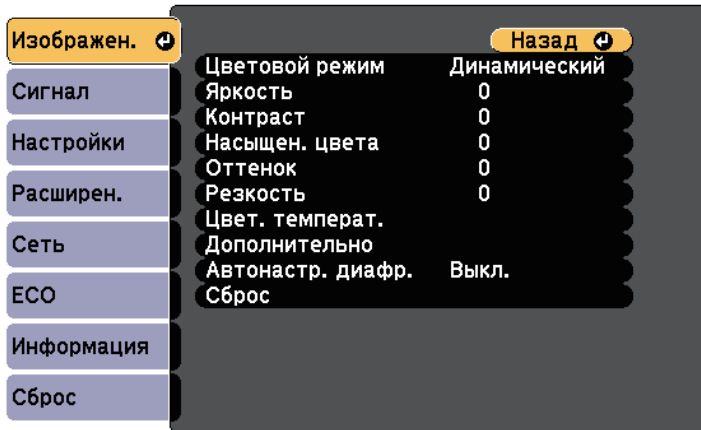 Изображен.
Сигнал
Настройки
Расширен.
Сеть
ECO
Информация
Сброс
Назад
Цветовой режим Динамический
Яркость 0
Контраст 0
Насыщен. цвета 0
Оттенок 0
Резкость 0
Цвет. температ.
Дополнительно
Автонастр. диафр. Выкл.
Сброс